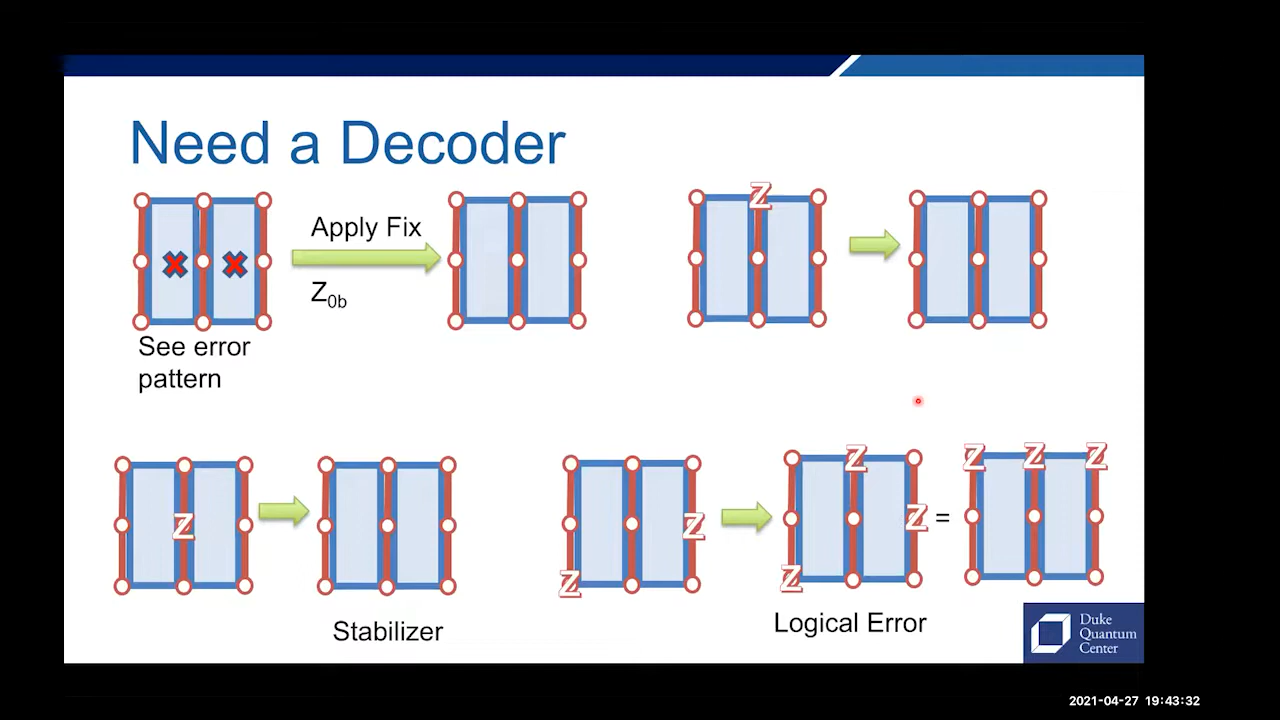 Need a Decoder
Apply Fix
Z0b
See error
pattern
Z
Z
Stabilizer
Z
Z
Z
Z
Z
=
Z
Z
Z
Logical Error
Duke
Quantum
Center
2021-04-27 19:43:32